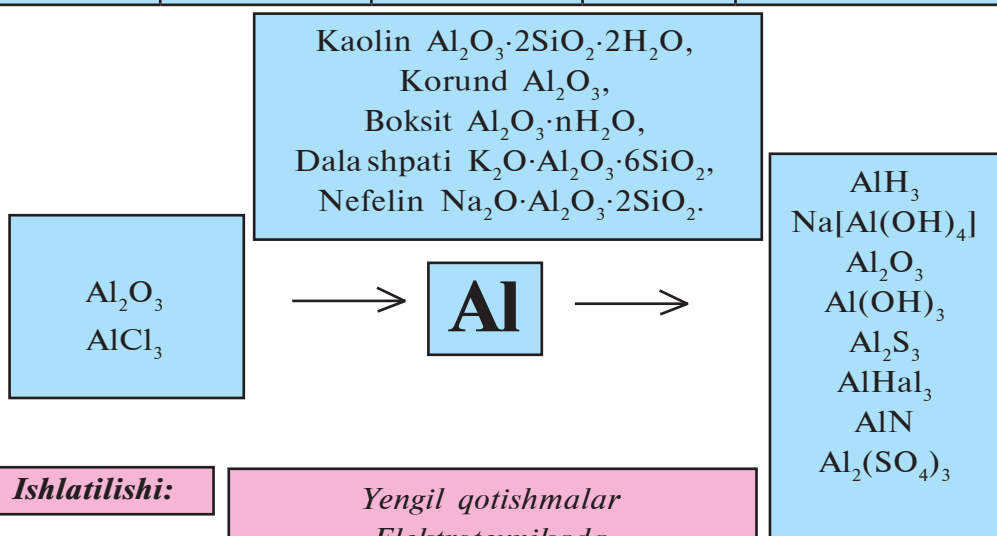 Kaolin Al₂O₃·2SiO₂·2H₂O,
Korund Al₂O₃,
Boksit Al₂O₃·nH₂O,
Dala shpati K₂O·Al₂O₃·6SiO₂,
Nefelin Na₂O·Al₂O₃·2SiO₂.
Al₂O₃
AlCl₃
Al
AlH₃
Na[Al(OH)₄]
Al₂O₃
Al(OH)₃
Al₂S₃
AlHal₃
AlN
Al₂(SO₄)₃
Ishlatilishi:
Yengil qotishmalar